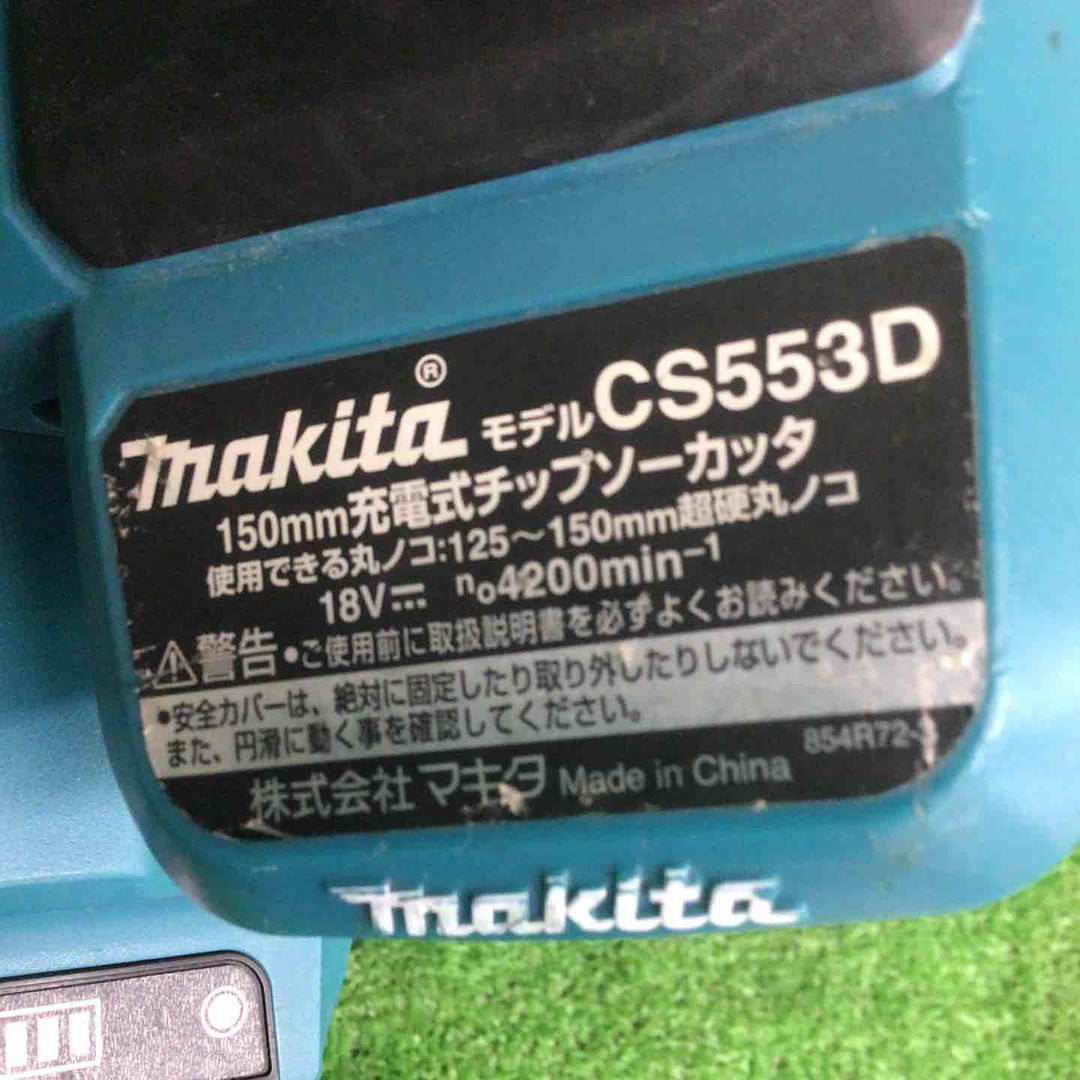 makita® モデル CS553D
150mm充電式チップソーカッタ
使用できる丸ノコ:125～150mm超硬丸ノコ
18V⎓ n₀4200min⁻¹
⚠警告 •ご使用前に取扱説明書を必ずよくお読みください。
•安全カバーは、絶対に固定したり取り外したりしないでください。
また、円滑に動く事を確認してください。
854R72-3
株式会社 マキタ Made in China
makita